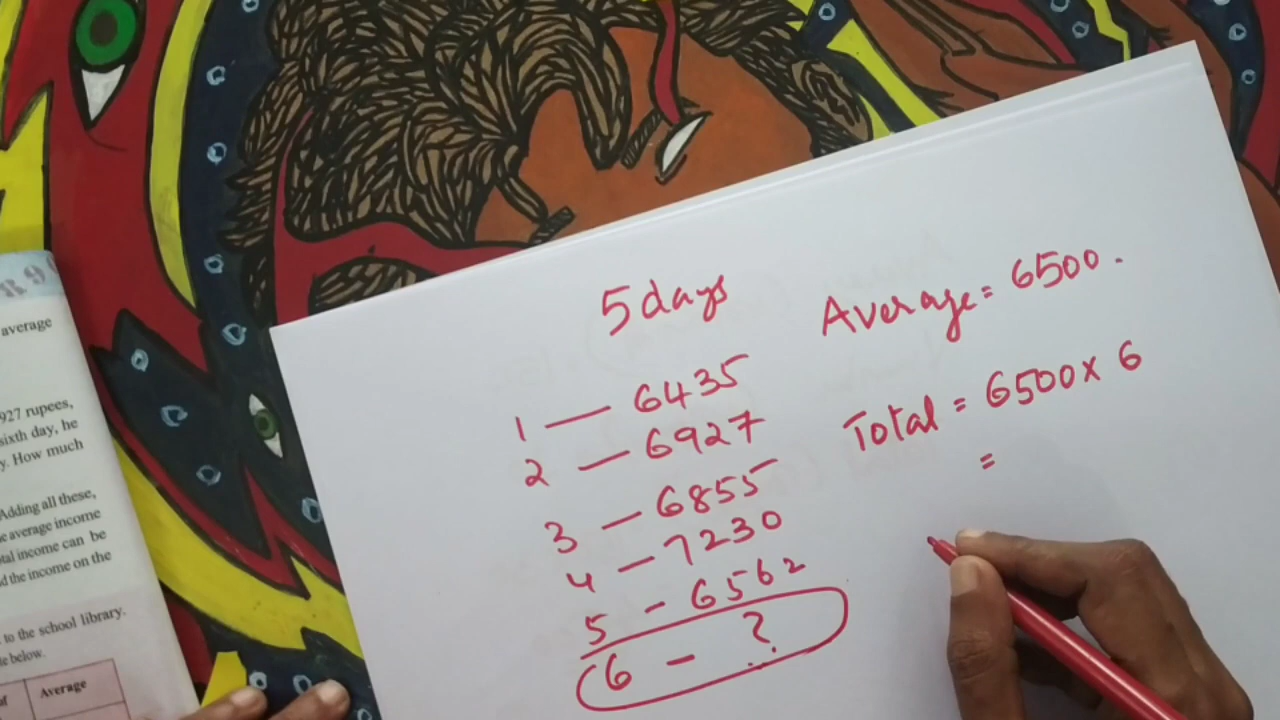 average
927 rupees,
sixth day, he
y. How much
Adding all these,
e average income
tal income can be
d the income on the
to the school library.
te below.
Average
5 days
1 — 6435
2 — 6927
3 — 6855
4 — 7230
5 - 6562
6 - ?
Average = 6500.
Total = 6500 x 6
=